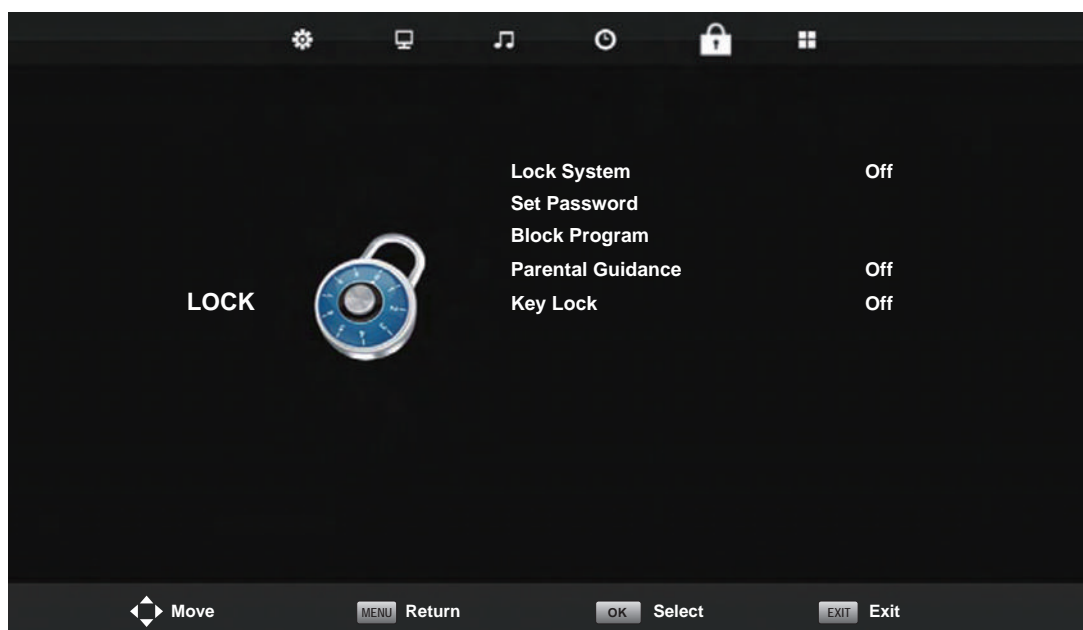 Lock System Off
Set Password
Block Program
Parental Guidance Off
LOCK
Key Lock Off
Move MENU Return OK Select EXIT Exit